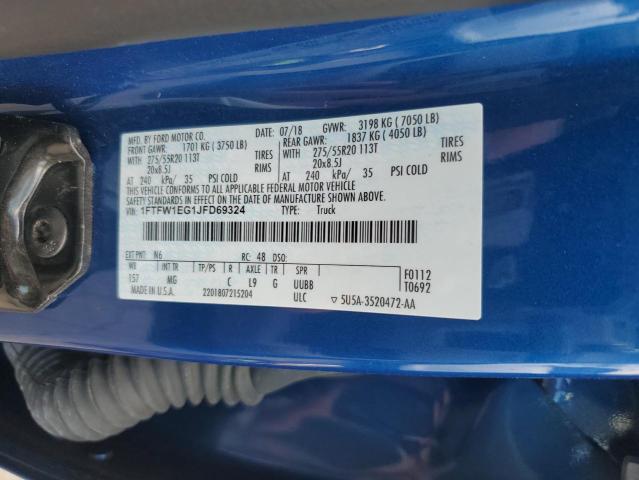 MFD. BY FORD MOTOR CO.
DATE: 07/18 GVWR: 3198 KG ( 7050 LB)
FRONT GAWR: 1701 KG ( 3750 LB) REAR GAWR: 1837 KG ( 4050 LB)
WITH 275/55R20 113T TIRES WITH 275/55R20 113T TIRES
20x8.5J RIMS 20x8.5J RIMS
AT 240 kPa/ 35 PSI COLD AT 240 kPa/ 35 PSI COLD
THIS VEHICLE CONFORMS TO ALL APPLICABLE FEDERAL MOTOR VEHICLE
SAFETY STANDARDS IN EFFECT ON THE DATE OF MANUFACTURE SHOWN ABOVE.
VIN: 1FTFW1EG1JFD69324 TYPE: Truck
EXT PNT: N6 RC: 48 DSO:
WB INT TR TP/PS R AXLE TR SPR F0112
157 MG C L9 G UUBB T0692
MADE IN U.S.A. 2201807215204 ULC ▽ 5U5A-3520472-AA